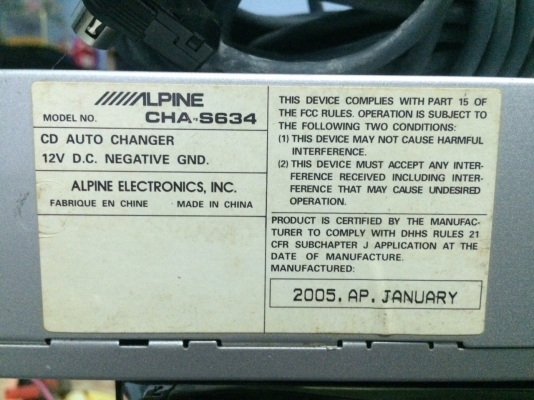 /////ALPINE
MODEL NO. CHA-S634
CD AUTO CHANGER
12V D.C. NEGATIVE GND.
ALPINE ELECTRONICS, INC.
FABRIQUE EN CHINE MADE IN CHINA
THIS DEVICE COMPLIES WITH PART 15 OF
THE FCC RULES. OPERATION IS SUBJECT TO
THE FOLLOWING TWO CONDITIONS:
(1) THIS DEVICE MAY NOT CAUSE HARMFUL
INTERFERENCE.
(2) THIS DEVICE MUST ACCEPT ANY INTER-
FERENCE RECEIVED INCLUDING INTER-
FERENCE THAT MAY CAUSE UNDESIRED
OPERATION.
PRODUCT IS CERTIFIED BY THE MANUFAC-
TURER TO COMPLY WITH DHHS RULES 21
CFR SUBCHAPTER J APPLICATION AT THE
DATE OF MANUFACTURE.
MANUFACTURED:
2005. AP. JANUARY